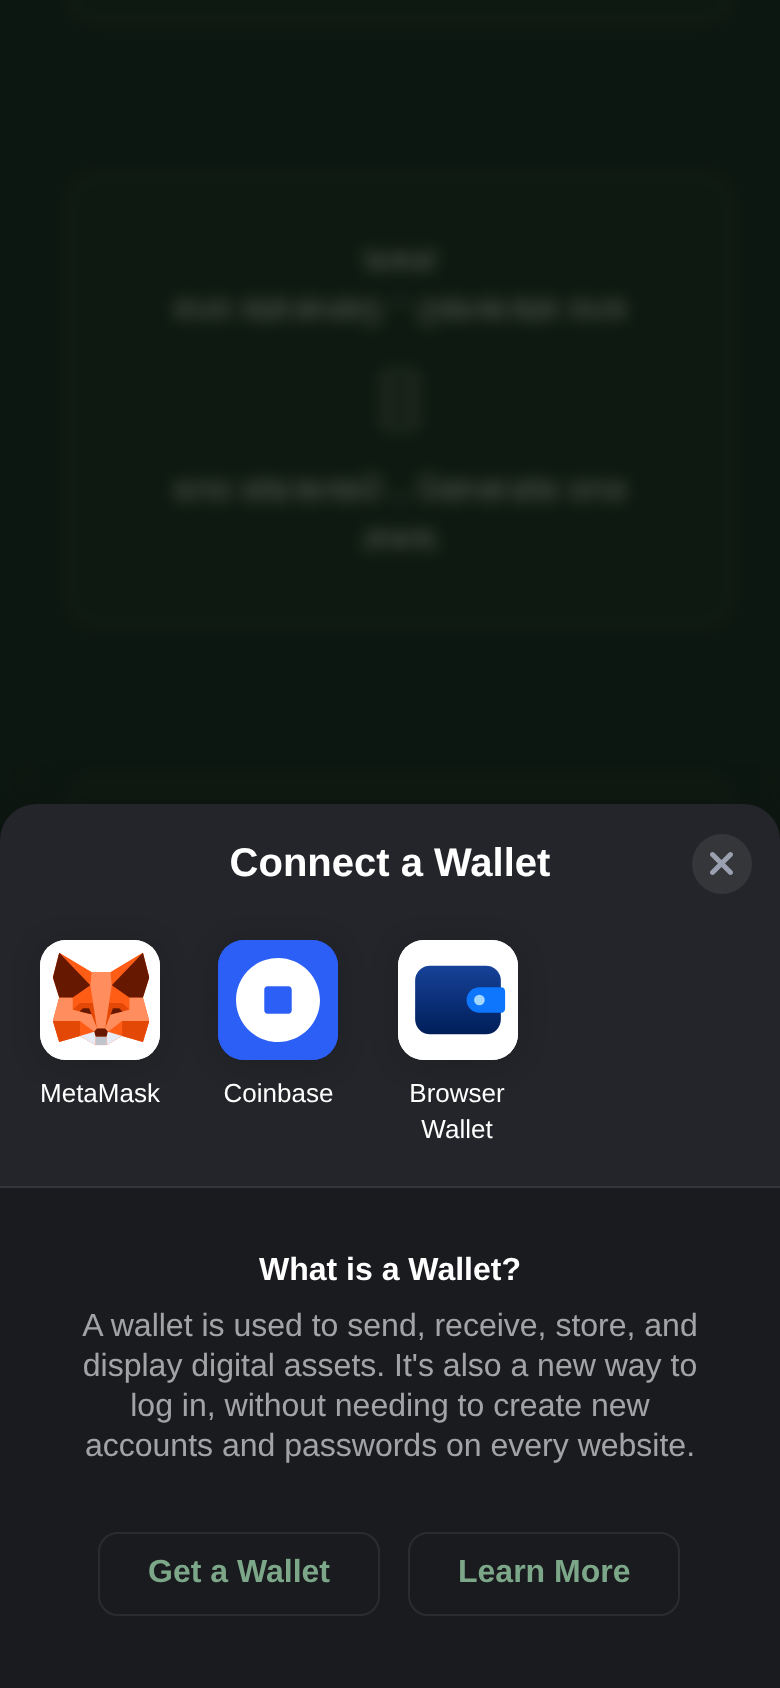 Connect a Wallet
MetaMask
Coinbase
Browser
Wallet
What is a Wallet?
A wallet is used to send, receive, store, and
display digital assets. It's also a new way to
log in, without needing to create new
accounts and passwords on every website.
Get a Wallet
Learn More